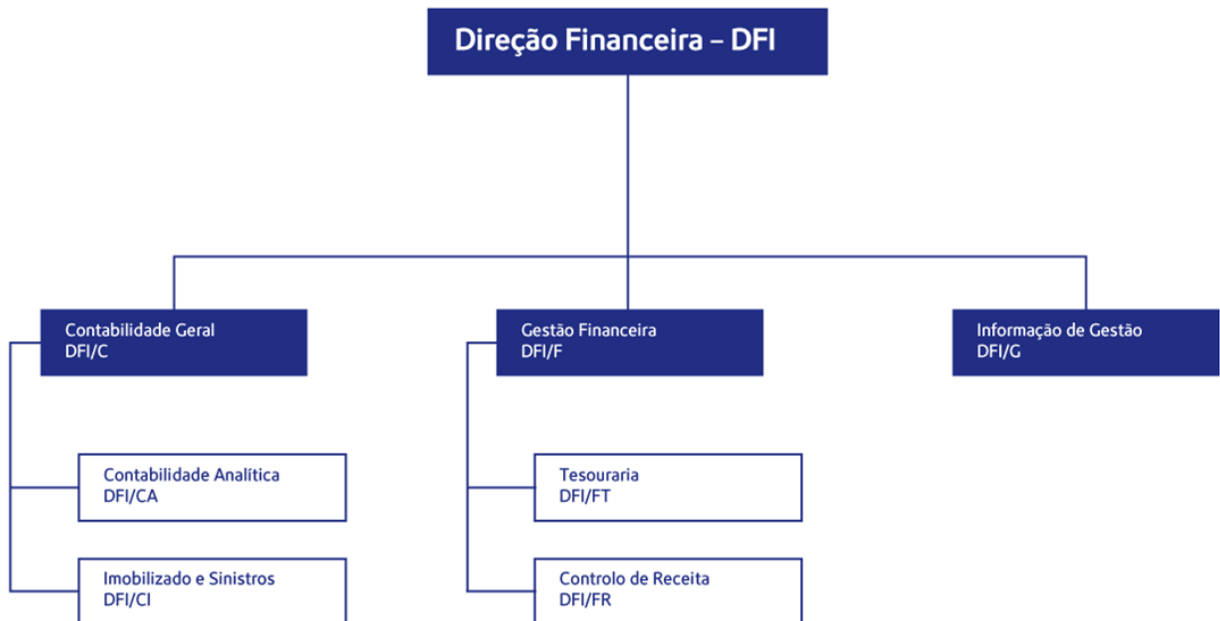 Direção Financeira – DFI
Contabilidade Geral
DFI/C
Gestão Financeira
DFI/F
Informação de Gestão
DFI/G
Contabilidade Analítica
DFI/CA
Tesouraria
DFI/FT
Imobilizado e Sinistros
DFI/CI
Controlo de Receita
DFI/FR